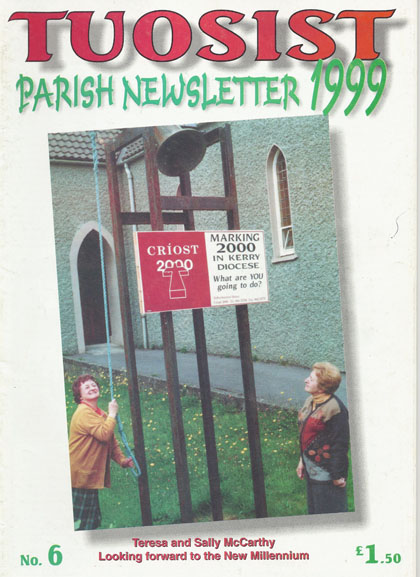 TUOSIST
PARISH NEWSLETTER 1999
CRÍOST
2000
MARKING
2000
IN KERRY
DIOCESE
What are YOU
going to do?
Teresa and Sally McCarthy
Looking forward to the New Millennium
No. 6
£1.50